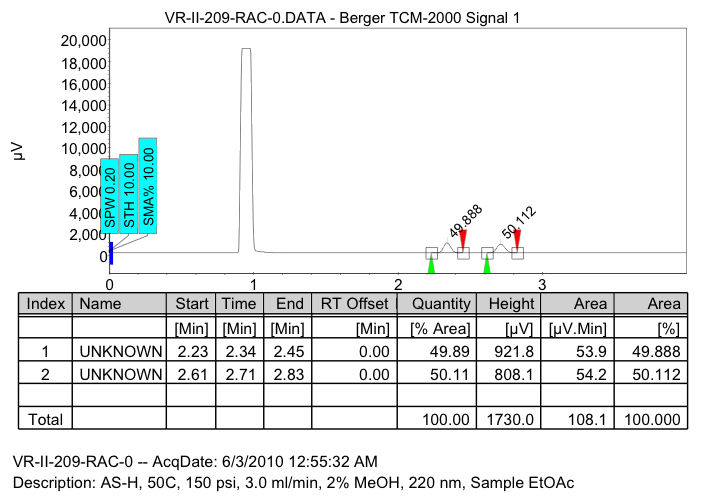 VR-II-209-RAC-0.DATA - Berger TCM-2000 Signal 1
20,000
18,000
16,000
14,000
12,000
10,000
8,000
6,000
4,000
2,000
0
µV
SPW 0.20
STH 10.00
SMA% 10.00
49.888
50.112
0 1 2 3
Index Name Start Time End RT Offset Quantity Height Area Area
[Min] [Min] [Min] [Min] [% Area] [µV] [µV.Min] [%]
1 UNKNOWN 2.23 2.34 2.45 0.00 49.89 921.8 53.9 49.888
2 UNKNOWN 2.61 2.71 2.83 0.00 50.11 808.1 54.2 50.112
Total 100.00 1730.0 108.1 100.000
VR-II-209-RAC-0 -- AcqDate: 6/3/2010 12:55:32 AM
Description: AS-H, 50C, 150 psi, 3.0 ml/min, 2% MeOH, 220 nm, Sample EtOAc